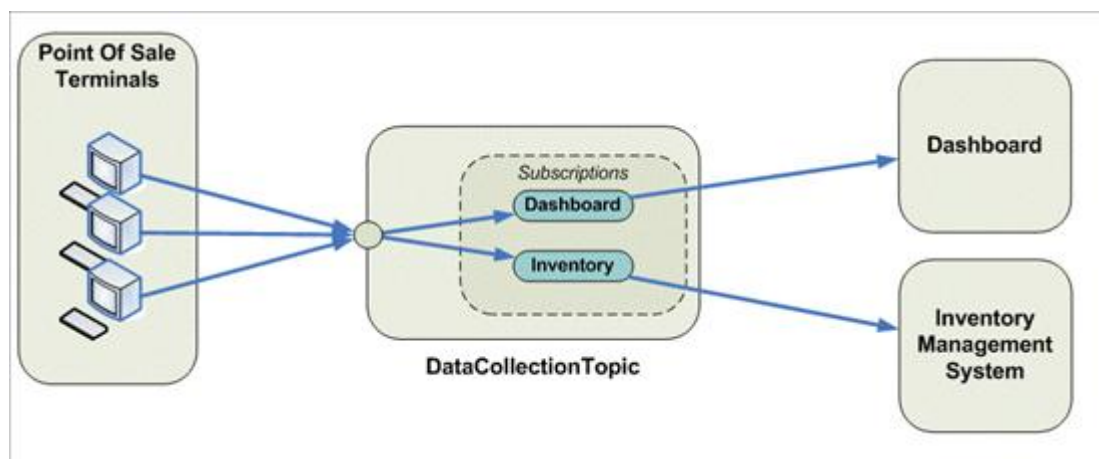 Point Of Sale
Terminals
Subscriptions
Dashboard
Inventory
DataCollectionTopic
Dashboard
Inventory
Management
System